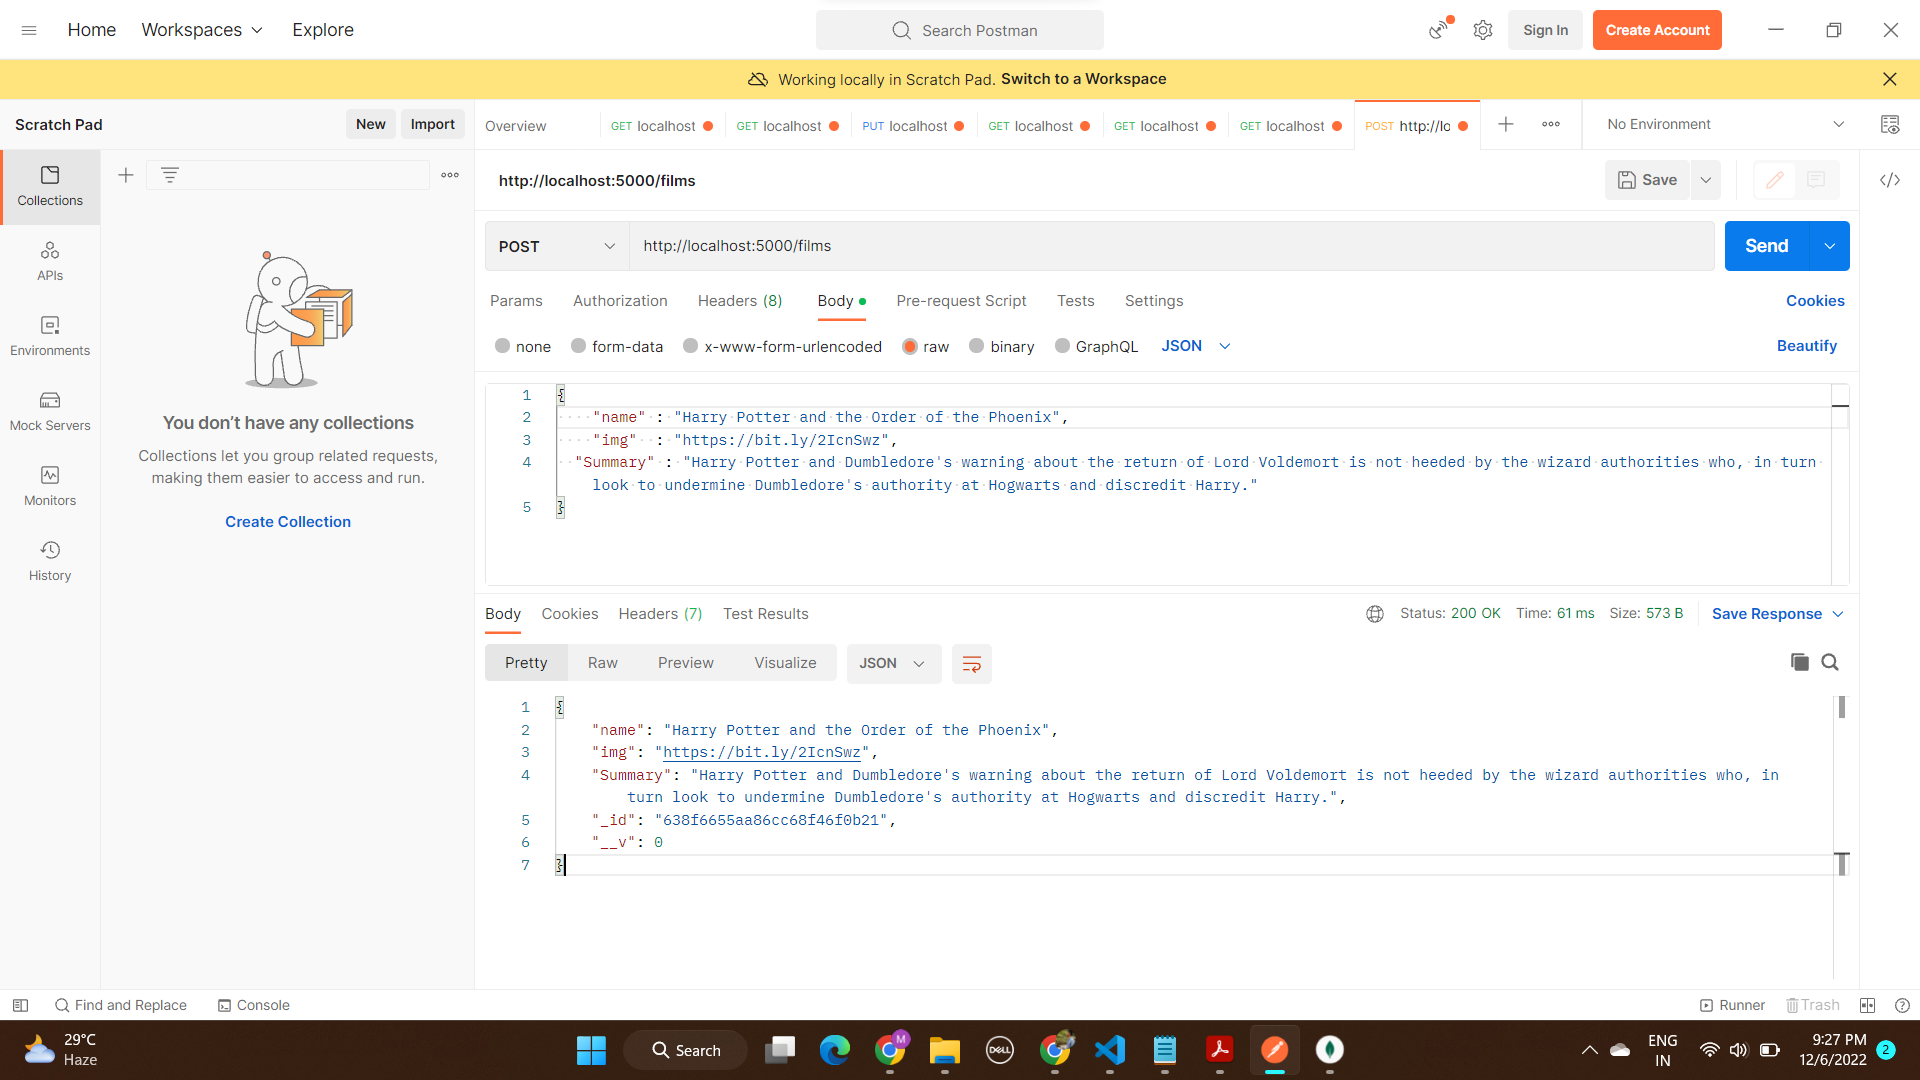 Home
Workspaces
Explore
Search Postman
Sign In
Create Account
Working locally in Scratch Pad. Switch to a Workspace
Scratch Pad
New
Import
Overview
GET localhost
GET localhost
PUT localhost
GET localhost
GET localhost
GET localhost
POST http://lo
No Environment
Collections
APIs
Environments
Mock Servers
Monitors
History
You don't have any collections
Collections let you group related requests,
making them easier to access and run.
Create Collection
http://localhost:5000/films
Save
POST
http://localhost:5000/films
Send
Params
Authorization
Headers (8)
Body
Pre-request Script
Tests
Settings
Cookies
none
form-data
x-www-form-urlencoded
raw
binary
GraphQL
JSON
Beautify
1 {
2 "name" : "Harry Potter and the Order of the Phoenix",
3 "img" : "https://bit.ly/2IcnSwz",
4 "Summary" : "Harry Potter and Dumbledore's warning about the return of Lord Voldemort is not heeded by the wizard authorities who, in turn
look to undermine Dumbledore's authority at Hogwarts and discredit Harry."
5 }
Body
Cookies
Headers (7)
Test Results
Status: 200 OK
Time: 61 ms
Size: 573 B
Save Response
Pretty
Raw
Preview
Visualize
JSON
1 {
2 "name": "Harry Potter and the Order of the Phoenix",
3 "img": "https://bit.ly/2IcnSwz",
4 "Summary": "Harry Potter and Dumbledore's warning about the return of Lord Voldemort is not heeded by the wizard authorities who, in
turn look to undermine Dumbledore's authority at Hogwarts and discredit Harry.",
5 "_id": "638f6655aa86cc68f46f0b21",
6 "__v": 0
7 }
Find and Replace
Console
Runner
Trash
29°C
Haze
Search
M
DELL
ENG
IN
9:27 PM
12/6/2022
2